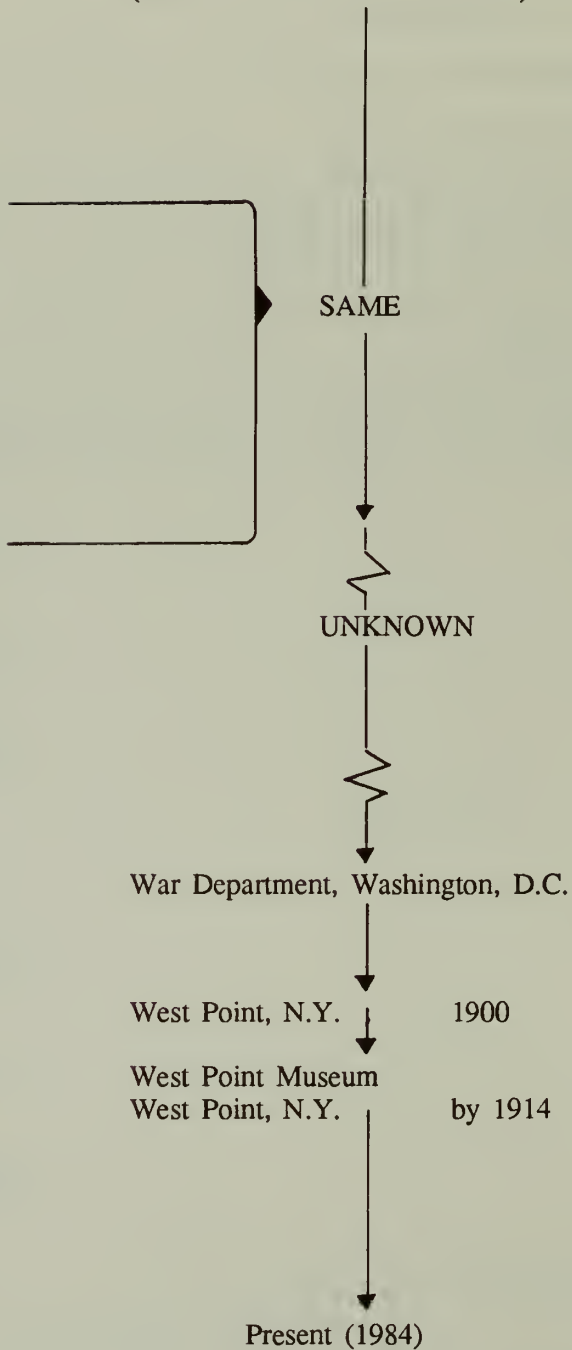 SAME
UNKNOWN
War Department, Washington, D.C.
West Point, N.Y. 1900
West Point Museum
West Point, N.Y. by 1914
Present (1984)